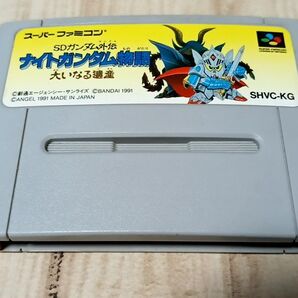 スーパー ファミコン
SDガンダム外伝
ナイトガンダム物語
大いなる遺産
©創通エージェンシー・サンライズ ©BANDAI 1991
©ANGEL 1991 MADE IN JAPAN
SHVC-KG